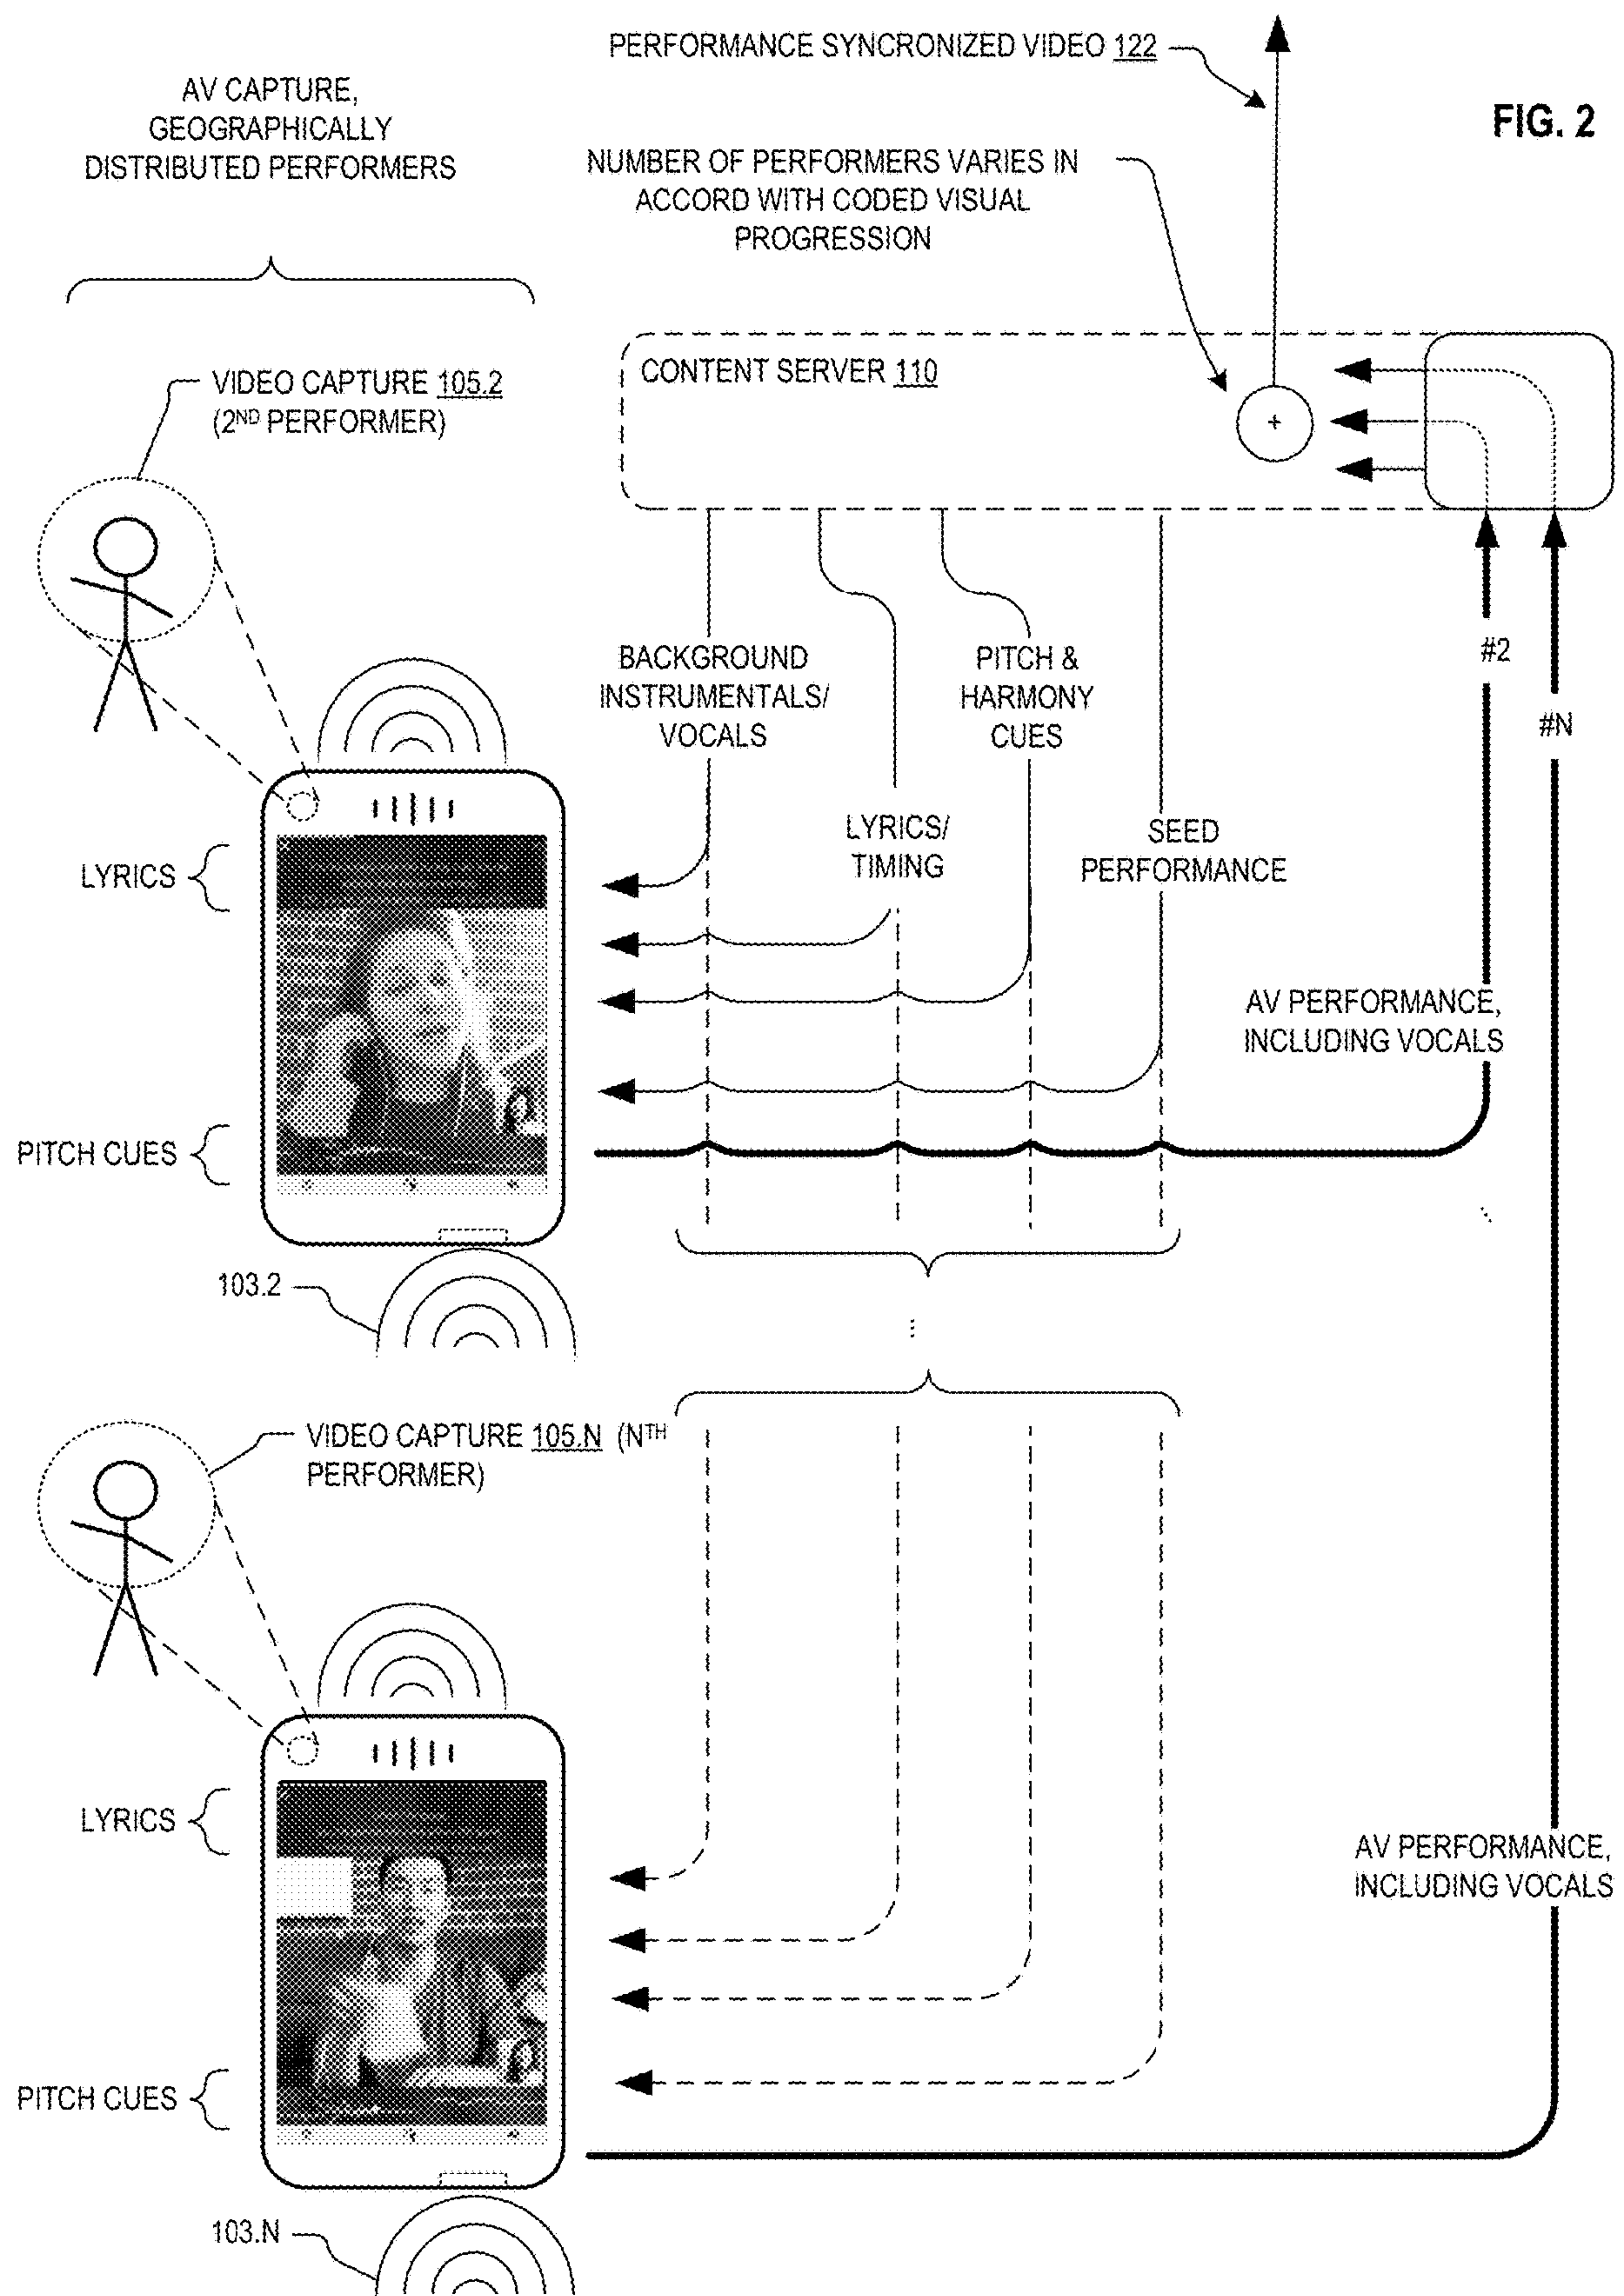 PERFORMANCE SYNCRONIZED VIDEO 122
FIG. 2
AV CAPTURE,
GEOGRAPHICALLY
DISTRIBUTED PERFORMERS
NUMBER OF PERFORMERS VARIES IN
ACCORD WITH CODED VISUAL
PROGRESSION
VIDEO CAPTURE 105.2
(2ND PERFORMER)
CONTENT SERVER 110
+
BACKGROUND
INSTRUMENTALS/
VOCALS
PITCH &
HARMONY
CUES
#2
#N
LYRICS/
TIMING
SEED
PERFORMANCE
LYRICS
AV PERFORMANCE,
INCLUDING VOCALS
PITCH CUES
103.2
...
VIDEO CAPTURE 105.N (NTH
PERFORMER)
LYRICS
AV PERFORMANCE,
INCLUDING VOCALS
PITCH CUES
103.N